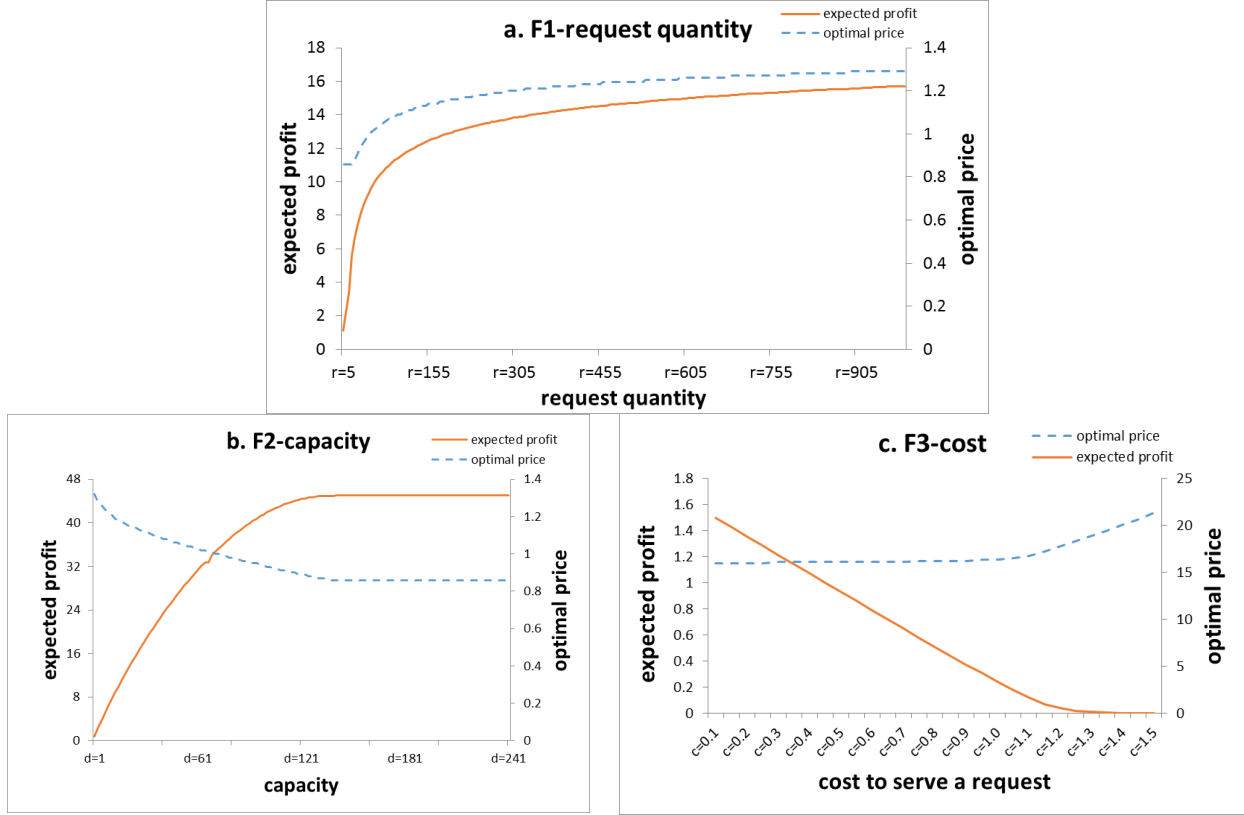 a. F1-request quantity
expected profit
optimal price
expected profit
18
16
14
12
10
8
6
4
2
0
1.4
1.2
1
0.8
0.6
0.4
0.2
0
optimal price
r=5 r=155 r=305 r=455 r=605 r=755 r=905
request quantity
b. F2-capacity
expected profit
optimal price
expected profit
48
40
32
24
16
8
0
1.4
1.2
1
0.8
0.6
0.4
0.2
0
optimal price
d=1 d=61 d=121 d=181 d=241
capacity
c. F3-cost
optimal price
expected profit
Expected profit
1.8
1.6
1.4
1.2
1
0.8
0.6
0.4
0.2
0
25
20
15
10
5
0
optimal price
c=0.1 c=0.2 c=0.3 c=0.4 c=0.5 c=0.6 c=0.7 c=0.8 c=0.9 c=1.0 c=1.1 c=1.2 c=1.3 c=1.4 c=1.5
cost to serve a request